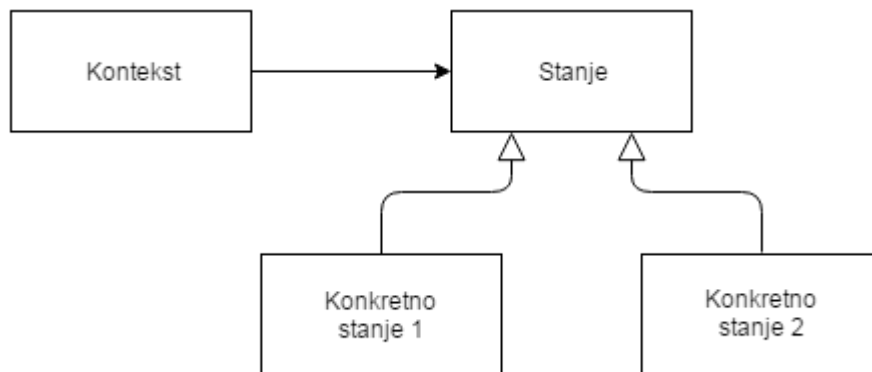 Kontekst
Stanje
Konkretno
stanje 1
Konkretno
stanje 2